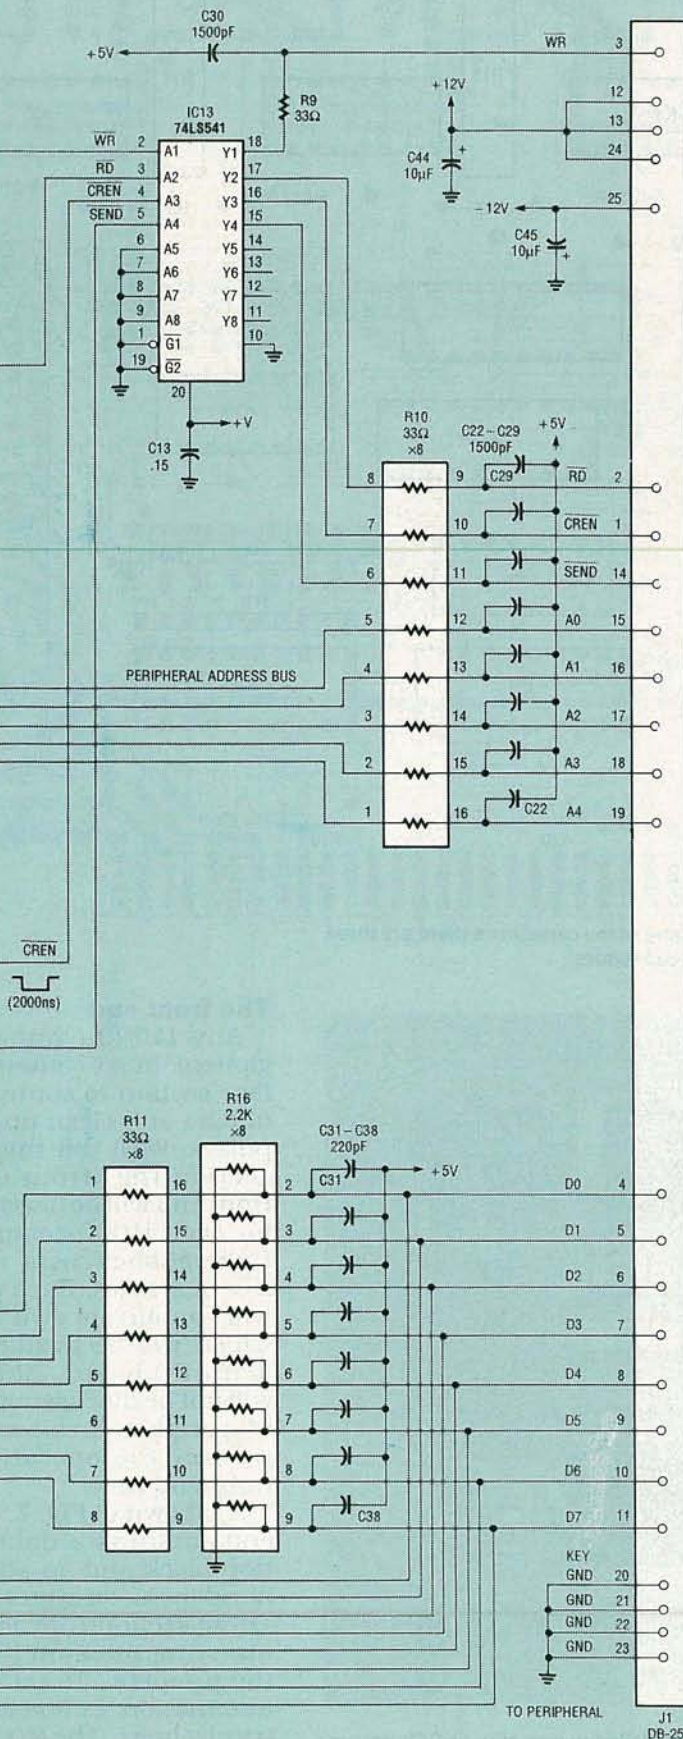 C30
1500pF
+5V
WR 3
R9
33Ω
+12V
12
13
24
C44
10µF
+
-12V
25
C45
10µF
+
IC13
74LS541
WR 2 A1 Y1 18
RD 3 A2 Y2 17
CREN 4 A3 Y3 16
SEND 5 A4 Y4 15
6 A5 Y5 14
7 A6 Y6 13
8 A7 Y7 12
9 A8 Y8 11
1 G1 10
19 G2
20
+V
C13
.15
R10
33Ω
×8
C22–C29
1500pF
+5V
8 9 C29 RD 2
7 10 CREN 1
6 11 SEND 14
5 12 A0 15
PERIPHERAL ADDRESS BUS
4 13 A1 16
3 14 A2 17
2 15 A3 18
1 16 C22 A4 19
CREN
(2000ns)
R11
33Ω
×8
R16
2.2K
×8
C31–C38
220pF
+5V
1 16 2 C31 D0 4
2 15 3 D1 5
3 14 4 D2 6
4 13 5 D3 7
5 12 6 D4 8
6 11 7 D5 9
7 10 8 D6 10
8 9 9 C38 D7 11
KEY
GND 20
GND 21
GND 22
GND 23
TO PERIPHERAL
J1
DB-25